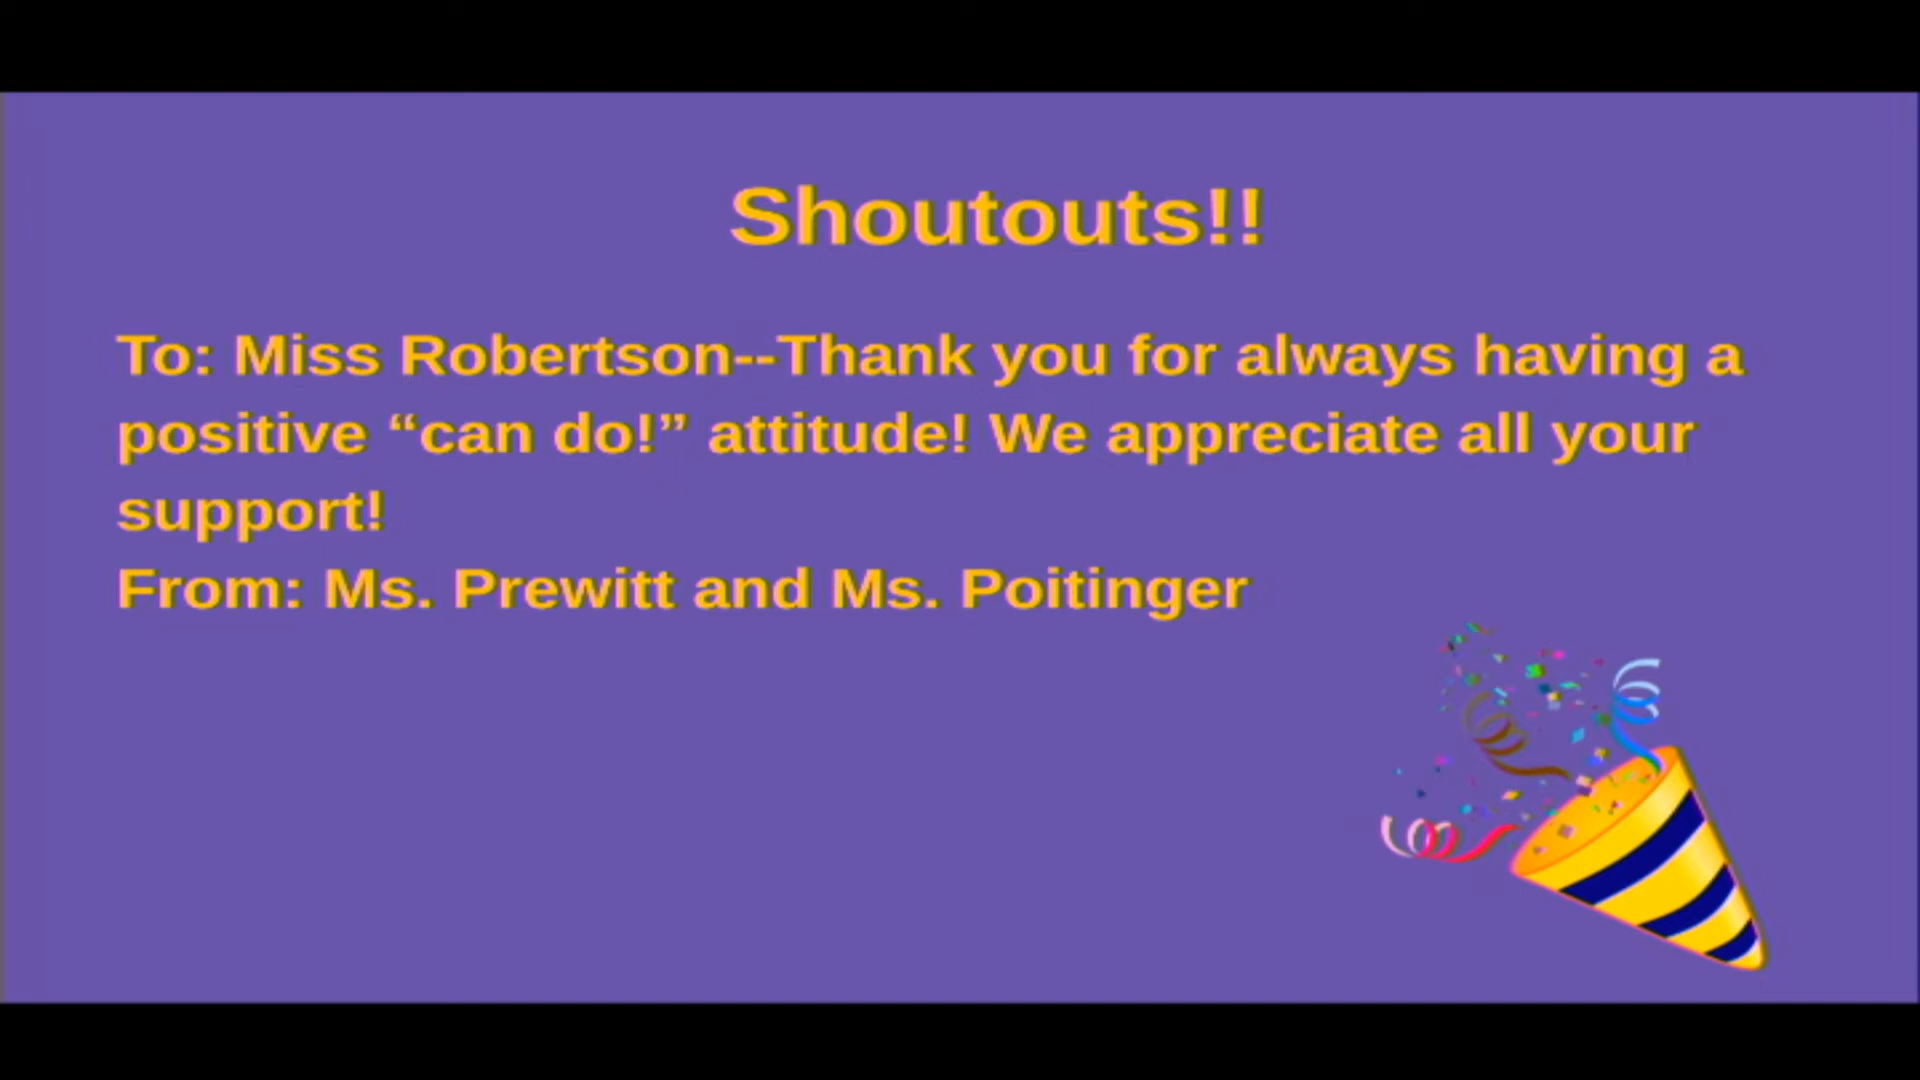 Shoutouts!!
To: Miss Robertson--Thank you for always having a
positive “can do!” attitude! We appreciate all your
support!
From: Ms. Prewitt and Ms. Poitinger